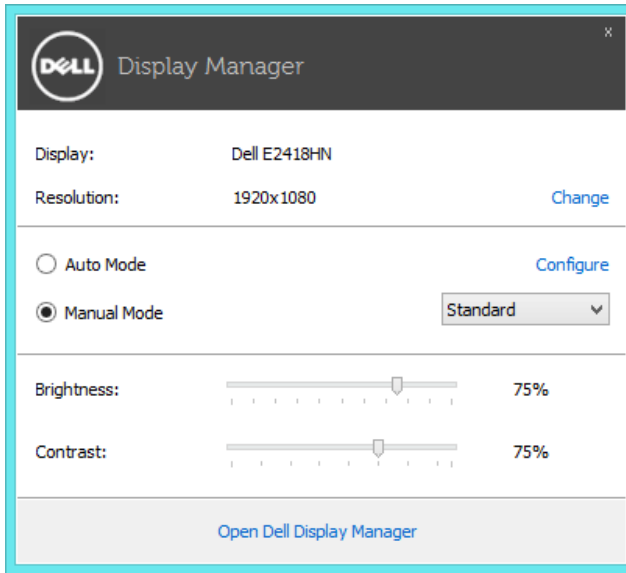 DELL Display Manager x
Display: Dell E2418HN
Resolution: 1920x1080 Change
Auto Mode Configure
Manual Mode Standard
Brightness: 75%
Contrast: 75%
Open Dell Display Manager